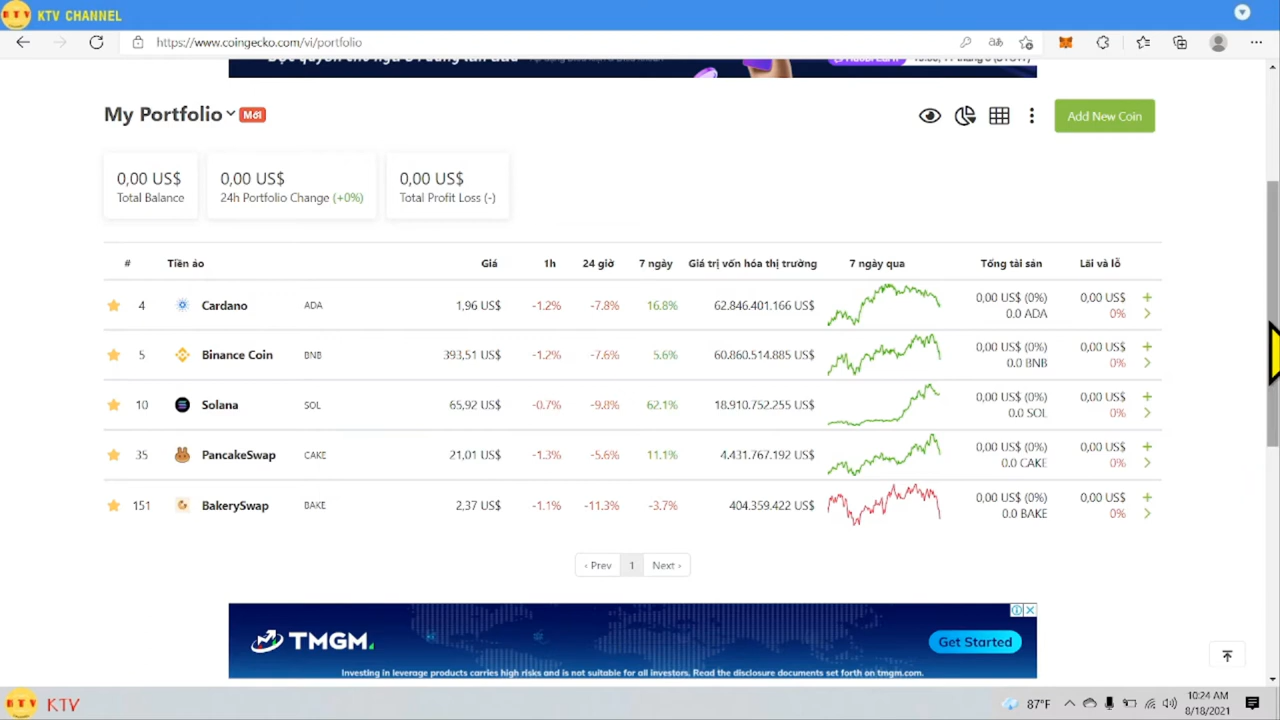 KTV KTV CHANNEL
https://www.coingecko.com/vi/portfolio
My Portfolio Mới
Add New Coin
0,00 US$
Total Balance
0,00 US$
24h Portfolio Change (+0%)
0,00 US$
Total Profit Loss (-)
# Tiền ảo Giá 1h 24 giờ 7 ngày Giá trị vốn hóa thị trường 7 ngày qua Tổng tài sản Lãi và lỗ
4 Cardano ADA 1,96 US$ -1.2% -7.8% 16.8% 62.846.401.166 US$ 0,00 US$ (0%) 0,00 US$ +
0.0 ADA 0%
5 Binance Coin BNB 393,51 US$ -1.2% -7.6% 5.6% 60.860.514.885 US$ 0,00 US$ (0%) 0,00 US$ +
0.0 BNB 0%
10 Solana SOL 65,92 US$ -0.7% -9.8% 62.1% 18.910.752.255 US$ 0,00 US$ (0%) 0,00 US$ +
0.0 SOL 0%
35 PancakeSwap CAKE 21,01 US$ -1.3% -5.6% 11.1% 4.431.767.192 US$ 0,00 US$ (0%) 0,00 US$ +
0.0 CAKE 0%
151 BakerySwap BAKE 2,37 US$ -1.1% -11.3% -3.7% 404.359.422 US$ 0,00 US$ (0%) 0,00 US$ +
0.0 BAKE 0%
‹ Prev 1 Next ›
TMGM
Get Started
Investing in leverage products carries high risks and is not suitable for all investors. Read the disclosure documents set forth on tmgm.com.
KTV KTV
87°F
10:24 AM
8/18/2021